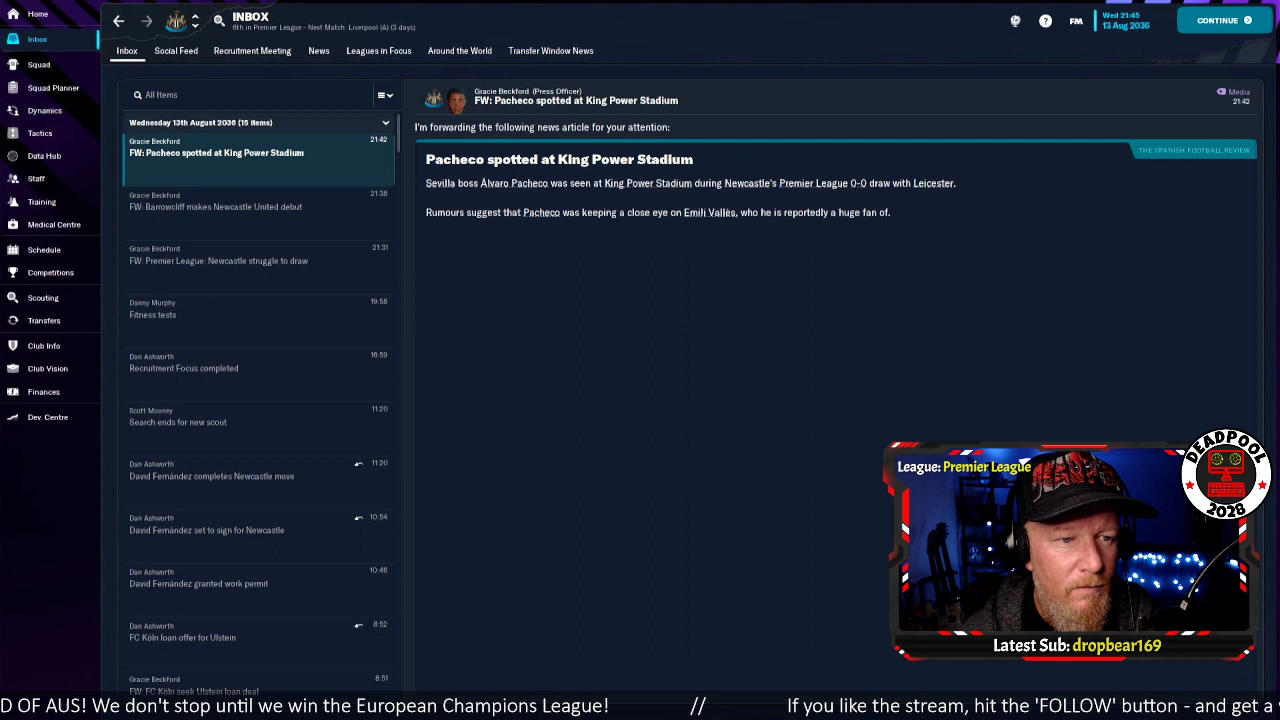 Home
Inbox
Squad
Squad Planner
Dynamics
Tactics
Data Hub
Staff
Training
Medical Centre
Schedule
Competitions
Scouting
Transfers
Club Info
Club Vision
Finances
Dev. Centre
INBOX
6th in Premier League - Next Match: Liverpool (A) (3 days)
FM
Wed 21:45
13 Aug 2036
CONTINUE
Inbox
Social Feed
Recruitment Meeting
News
Leagues in Focus
Around the World
Transfer Window News
All Items
Wednesday 13th August 2036 (15 items)
Gracie Beckford 21:42
FW: Pacheco spotted at King Power Stadium
Gracie Beckford 21:38
FW: Barrowcliff makes Newcastle United debut
Gracie Beckford 21:31
FW: Premier League: Newcastle struggle to draw
Danny Murphy 19:58
Fitness tests
Dan Ashworth 16:59
Recruitment Focus completed
Scott Mooney 11:20
Search ends for new scout
Dan Ashworth 11:20
David Fernández completes Newcastle move
Dan Ashworth 10:54
David Fernández set to sign for Newcastle
Dan Ashworth 10:46
David Fernández granted work permit
Dan Ashworth 8:52
FC Köln loan offer for Ulstein
Gracie Beckford 8:51
FW: FC Köln seek Ulstein loan deal
Gracie Beckford (Press Officer)
FW: Pacheco spotted at King Power Stadium
Media
21:42
I'm forwarding the following news article for your attention:
THE SPANISH FOOTBALL REVIEW
Pacheco spotted at King Power Stadium
Sevilla boss Álvaro Pacheco was seen at King Power Stadium during Newcastle's Premier League 0-0 draw with Leicester.
Rumours suggest that Pacheco was keeping a close eye on Emili Vallès, who he is reportedly a huge fan of.
League: Premier League
DEADPOOL
2028
Latest Sub: dropbear169
D OF AUS! We don't stop until we win the European Champions League! // If you like the stream, hit the 'FOLLOW' button - and get a